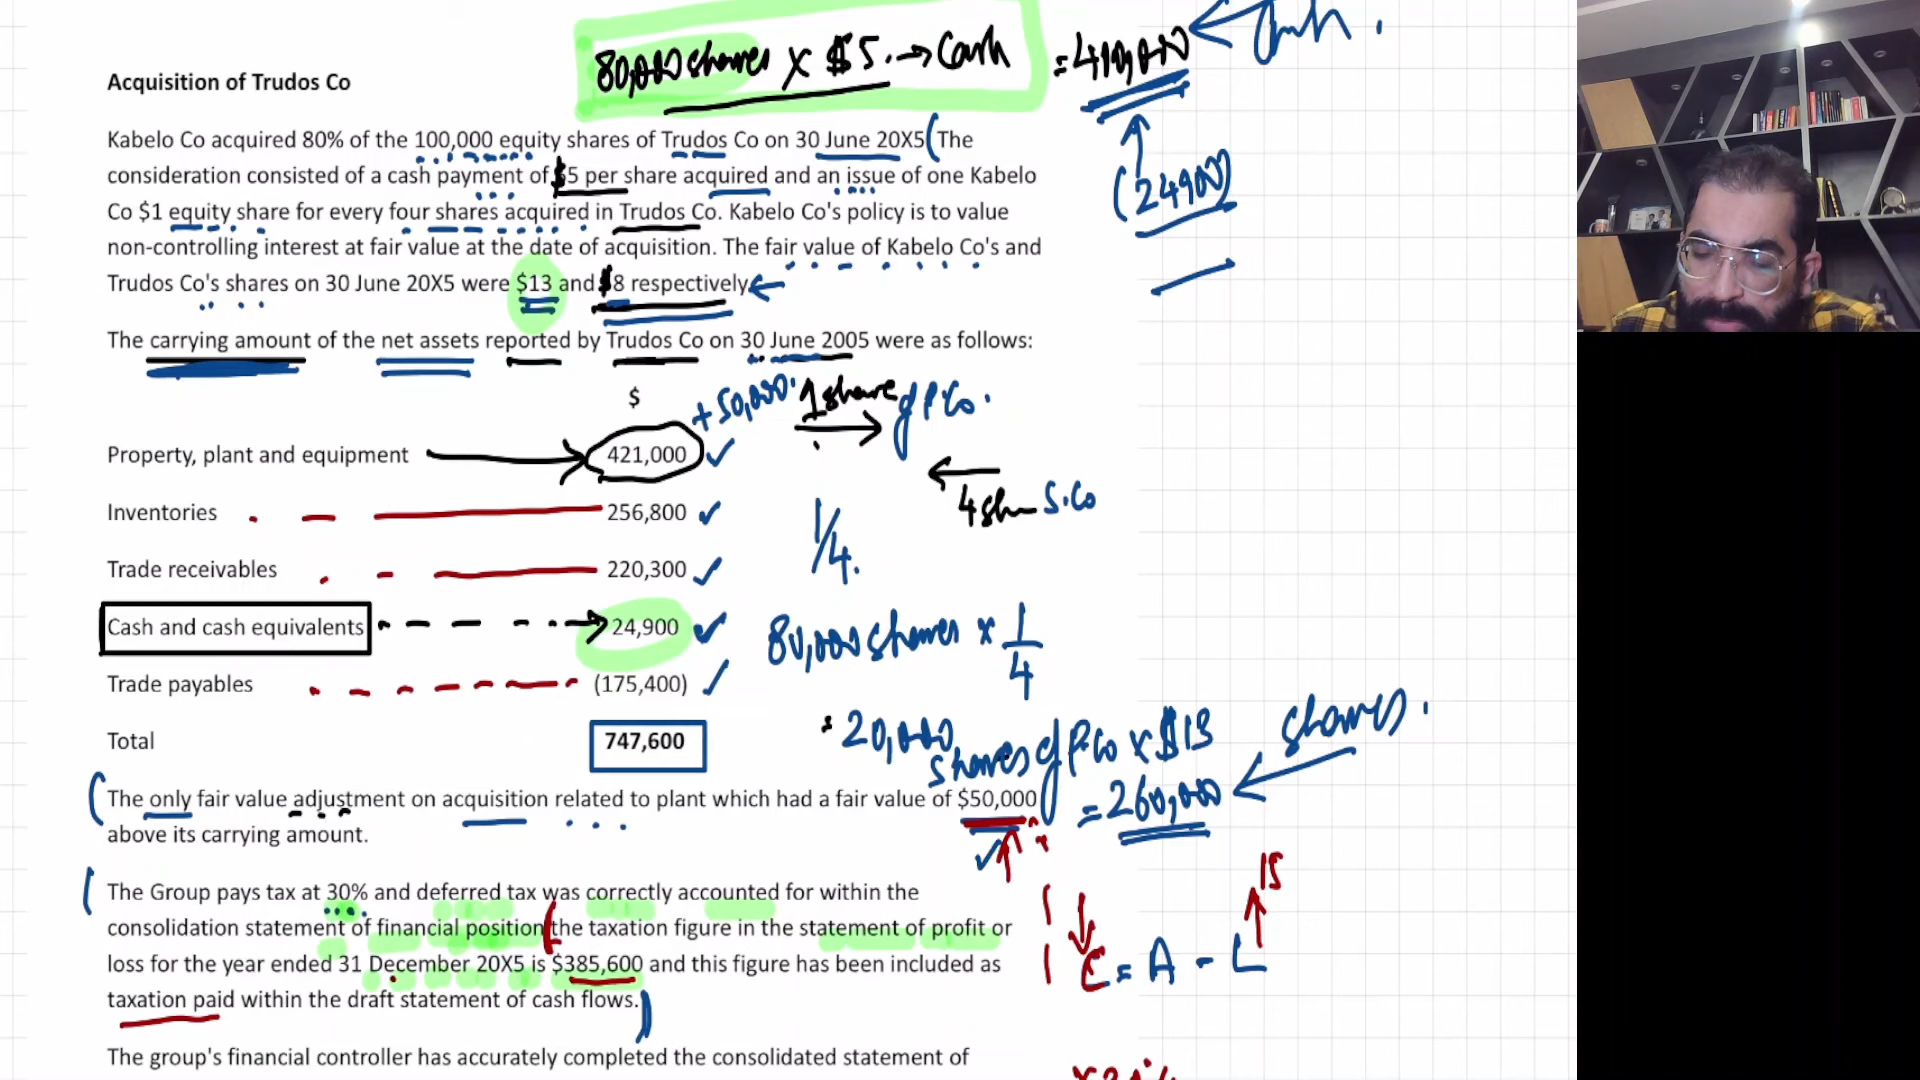 80,000 shares x $5. → Cash = 400,000 ← Cash.
Acquisition of Trudos Co
Kabelo Co acquired 80% of the 100,000 equity shares of Trudos Co on 30 June 20X5 (The
consideration consisted of a cash payment of $5 per share acquired and an issue of one Kabelo
(24900)
Co $1 equity share for every four shares acquired in Trudos Co. Kabelo Co's policy is to value
non-controlling interest at fair value at the date of acquisition. The fair value of Kabelo Co's and
Trudos Co's shares on 30 June 20X5 were $13 and $8 respectively ←
The carrying amount of the net assets reported by Trudos Co on 30 June 2005 were as follows:
$
+50,000. 1 share of P.Co.
Property, plant and equipment 421,000 ✓
← 4 sh S.Co
Inventories 256,800 ✓
1/4.
Trade receivables 220,300 ✓
Cash and cash equivalents 24,900 ✓
80,000 shares x 1/4
Trade payables (175,400) ✓
= 20,000 shares of P.Co x $13
shares.
Total 747,600
= 260,000 ←
(The only fair value adjustment on acquisition related to plant which had a fair value of $50,000
above its carrying amount.
15
(The Group pays tax at 30% and deferred tax was correctly accounted for within the
consolidation statement of financial position (the taxation figure in the statement of profit or
loss for the year ended 31 December 20X5 is $385,600 and this figure has been included as
C = A - L
taxation paid within the draft statement of cash flows.)
The group's financial controller has accurately completed the consolidated statement of